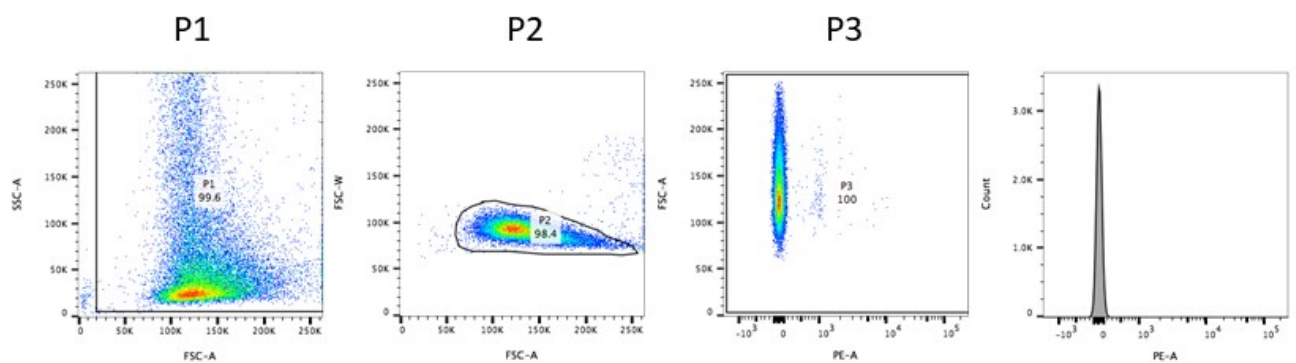 P1
P2
P3
250K
200K
150K
100K
50K
0
SSC-A
P1
99.6
0
50K
100K
150K
200K
250K
FSC-A
250K
200K
150K
100K
50K
0
FSC-W
P2
98.4
0
50K
100K
150K
200K
250K
FSC-A
250K
200K
150K
100K
50K
0
FSC-A
P3
100
-10³
0
10³
10⁴
10⁵
PE-A
3.0K
2.0K
1.0K
0
Count
-10³
0
10³
10⁴
10⁵
PE-A